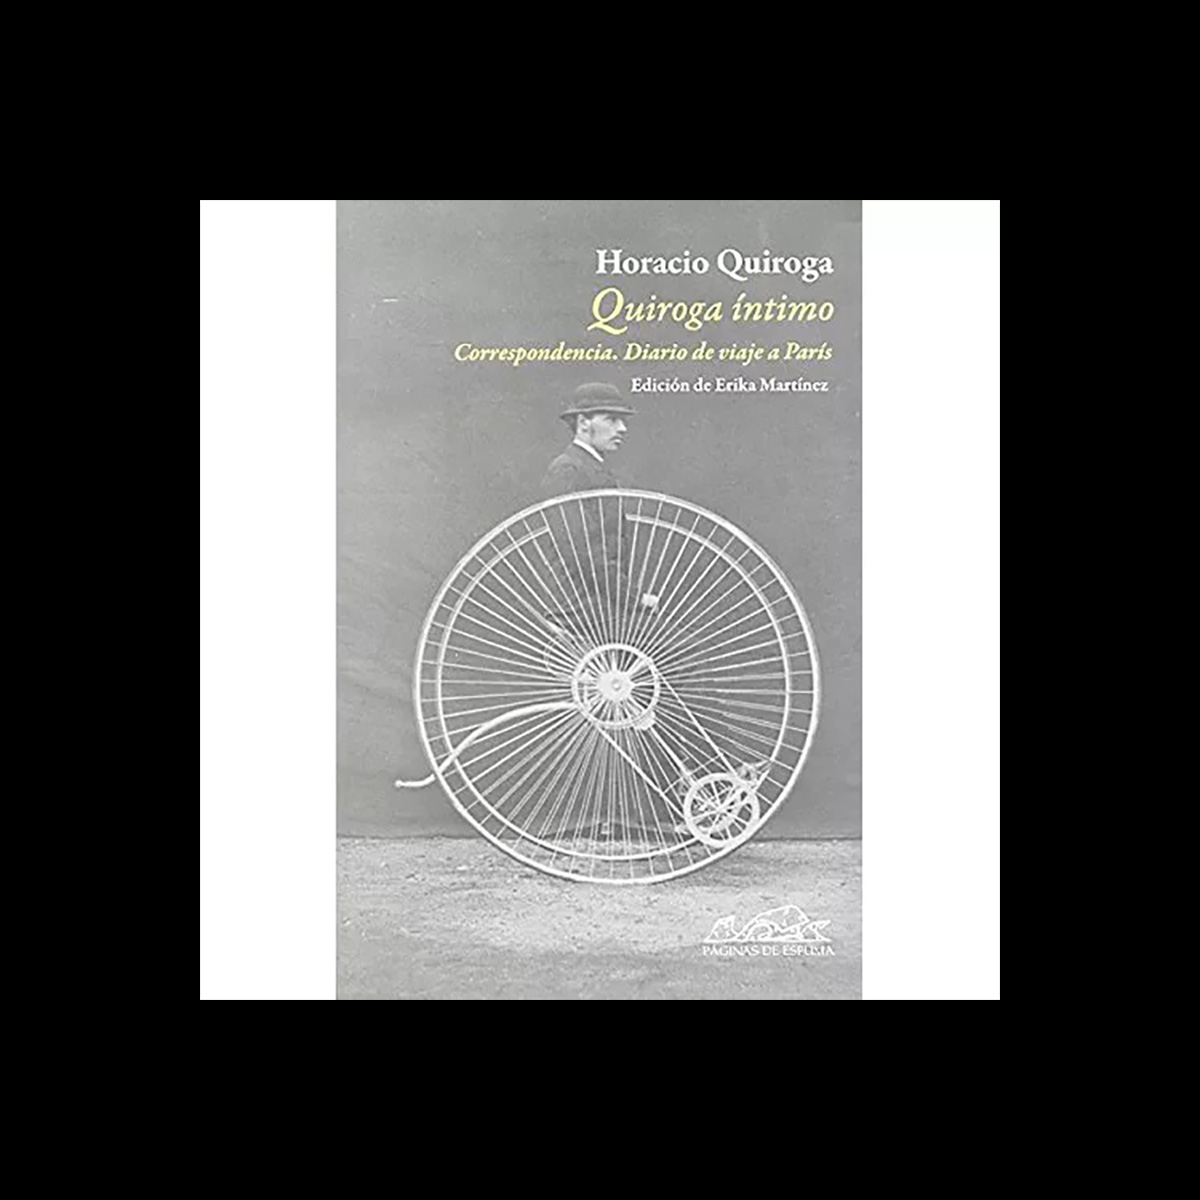 Horacio Quiroga
Quiroga íntimo
Correspondencia. Diario de viaje a París
Edición de Erika Martínez
PÁGINAS DE ESPUMA